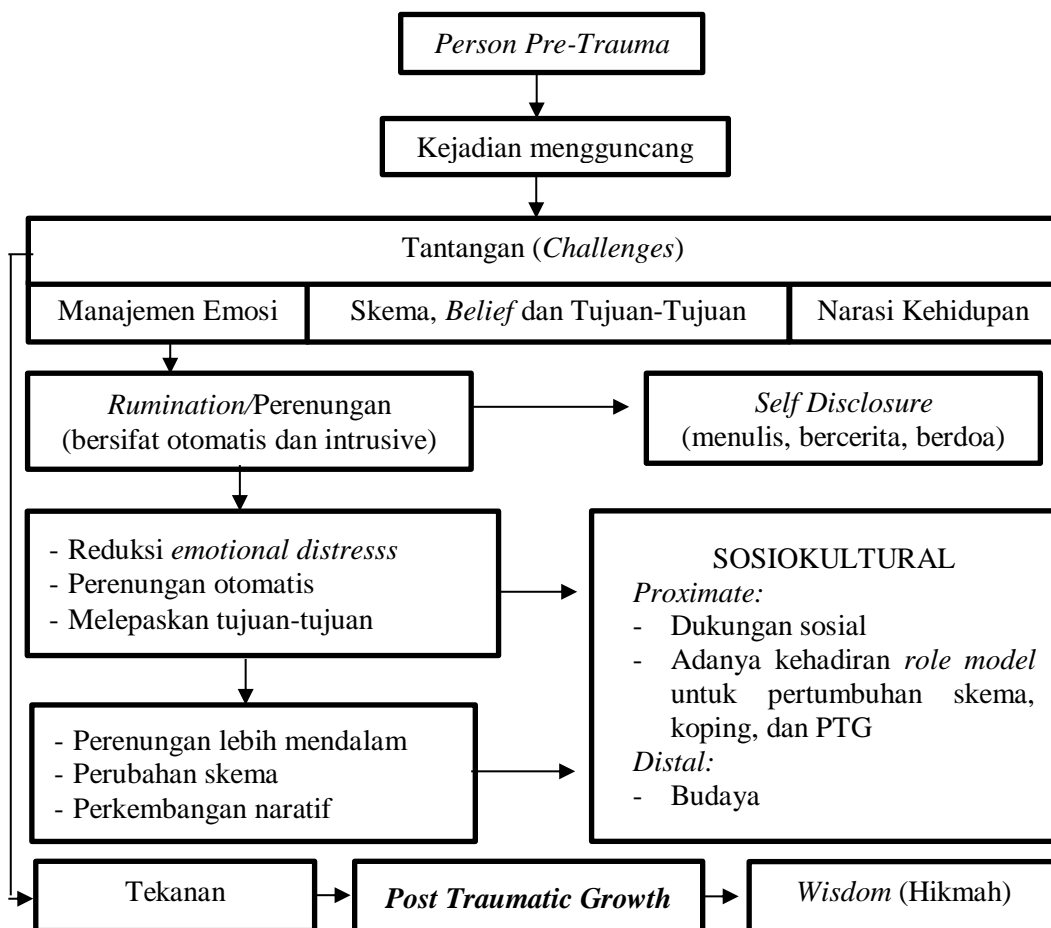 Person Pre-Trauma
Kejadian mengguncang
Tantangan (Challenges)
Manajemen Emosi
Skema, Belief dan Tujuan-Tujuan
Narasi Kehidupan
Rumination/Perenungan
(bersifat otomatis dan intrusive)
Self Disclosure
(menulis, bercerita, berdoa)
- Reduksi emotional distresss
- Perenungan otomatis
- Melepaskan tujuan-tujuan
SOSIOKULTURAL
Proximate:
- Dukungan sosial
- Adanya kehadiran role model
untuk pertumbuhan skema,
koping, dan PTG
Distal:
- Budaya
- Perenungan lebih mendalam
- Perubahan skema
- Perkembangan naratif
Tekanan
Post Traumatic Growth
Wisdom (Hikmah)